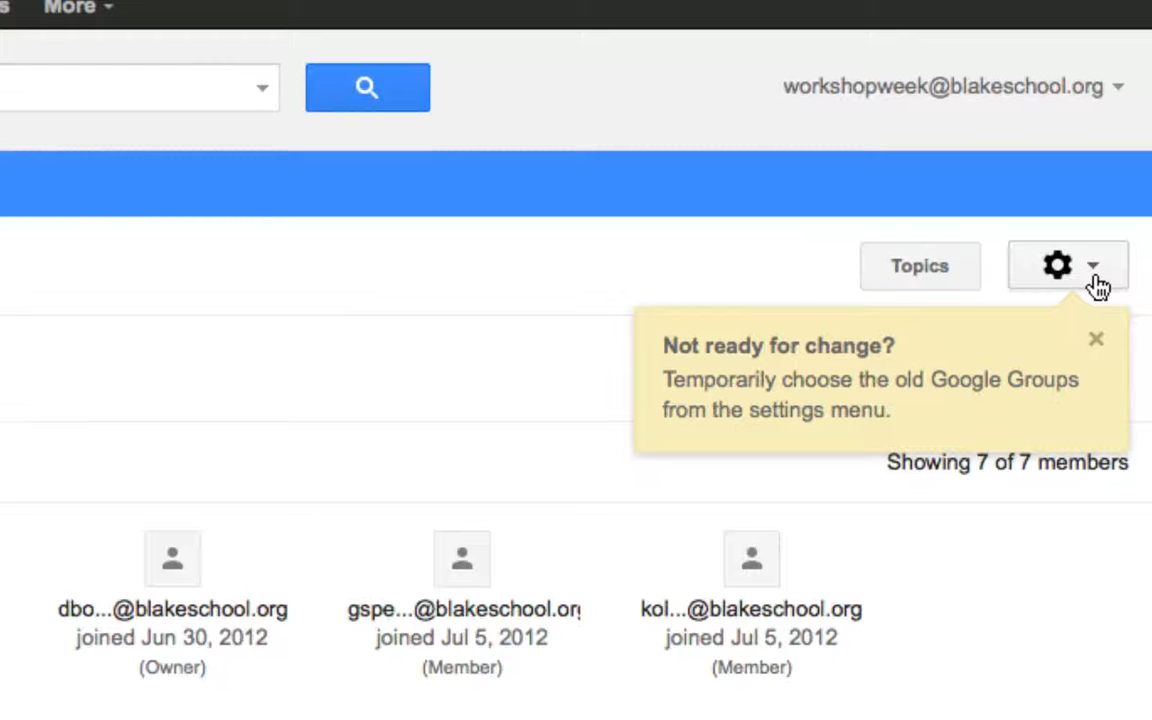 More
workshopweek@blakeschool.org
Topics
Not ready for change?
Temporarily choose the old Google Groups
from the settings menu.
Showing 7 of 7 members
dbo...@blakeschool.org
gspe...@blakeschool.or
kol...@blakeschool.org
joined Jun 30, 2012
joined Jul 5, 2012
joined Jul 5, 2012
(Owner)
(Member)
(Member)